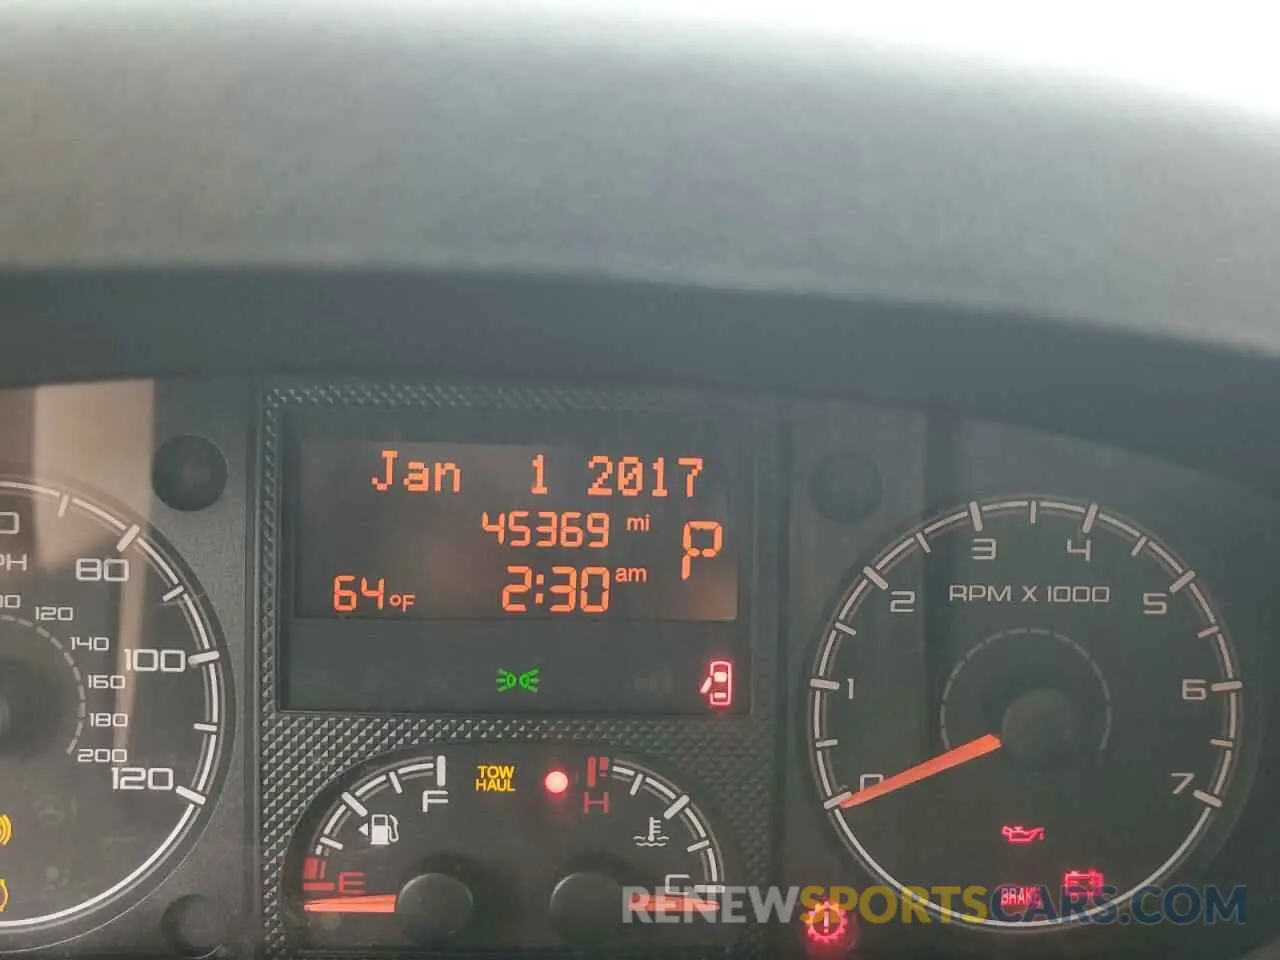 Jan 1 2017
45369 mi
P
64°F 2:30 am
80
100
120
120
140
160
180
200
TOW
HAUL
F
E
H
C
RPM X 1000
0
1
2
3
4
5
6
7
BRAKE
RENEWSPORTSCARS.COM